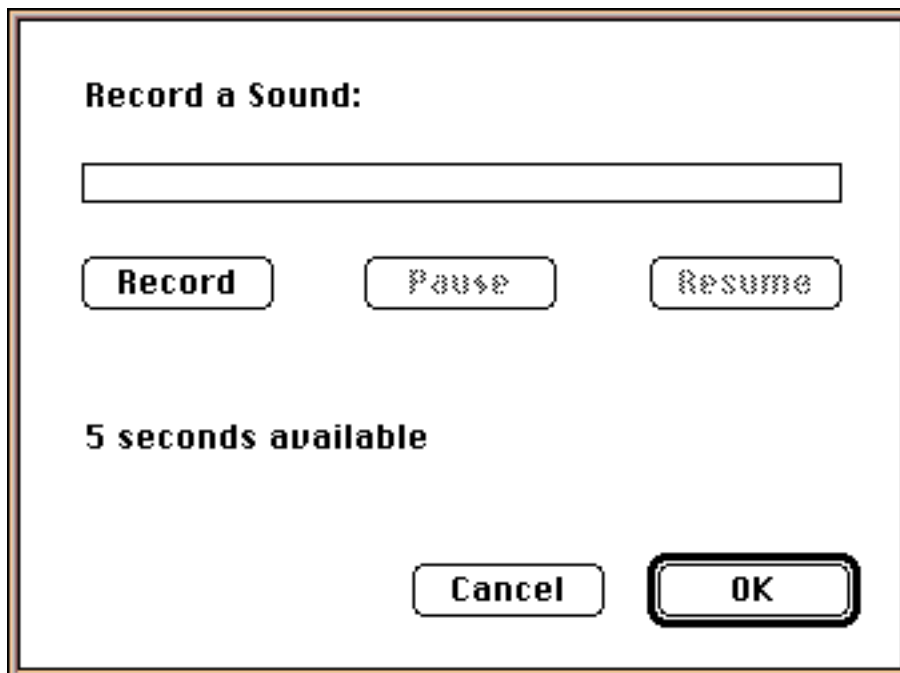 Record a Sound:
Record Pause Resume
5 seconds available
Cancel OK